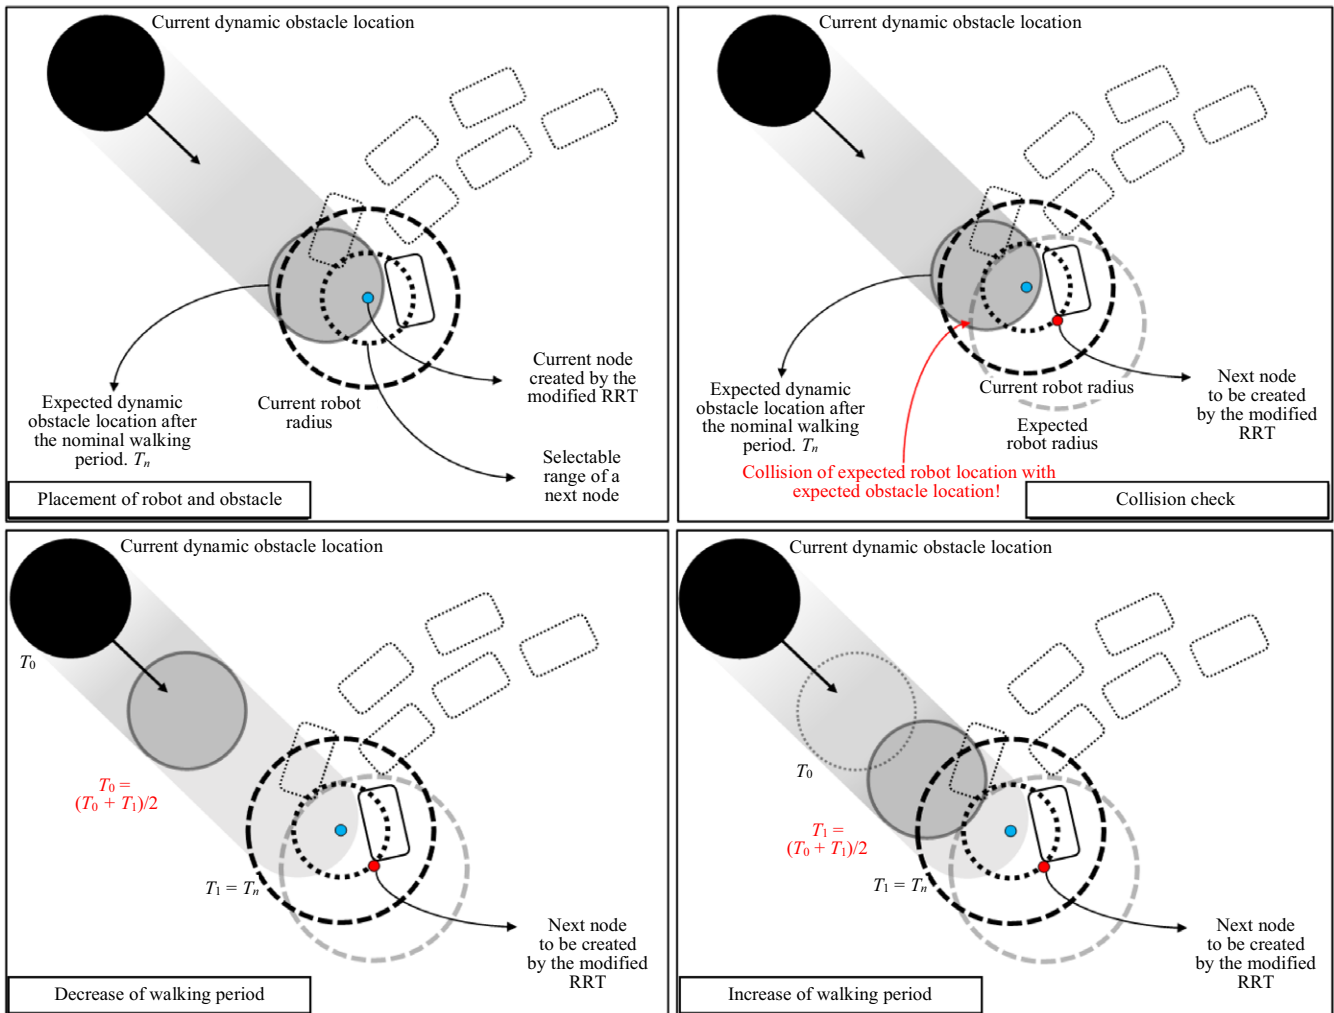 Current dynamic obstacle location
Expected dynamic
obstacle location after
the nominal walking
period. Tn
Current robot
radius
Current node
created by the
modified RRT
Selectable
range of a
next node
Placement of robot and obstacle
Current dynamic obstacle location
Expected dynamic
obstacle location after
the nominal walking
period. Tn
Current robot radius
Expected
robot radius
Next node
to be created
by the modified
RRT
Collision of expected robot location with
expected obstacle location!
Collision check
Current dynamic obstacle location
T0
T0 =
(T0 + T1)/2
T1 = Tn
Next node
to be created
by the modified
RRT
Decrease of walking period
Current dynamic obstacle location
T0
T1 =
(T0 + T1)/2
T1 = Tn
Next node
to be created
by the modified
RRT
Increase of walking period